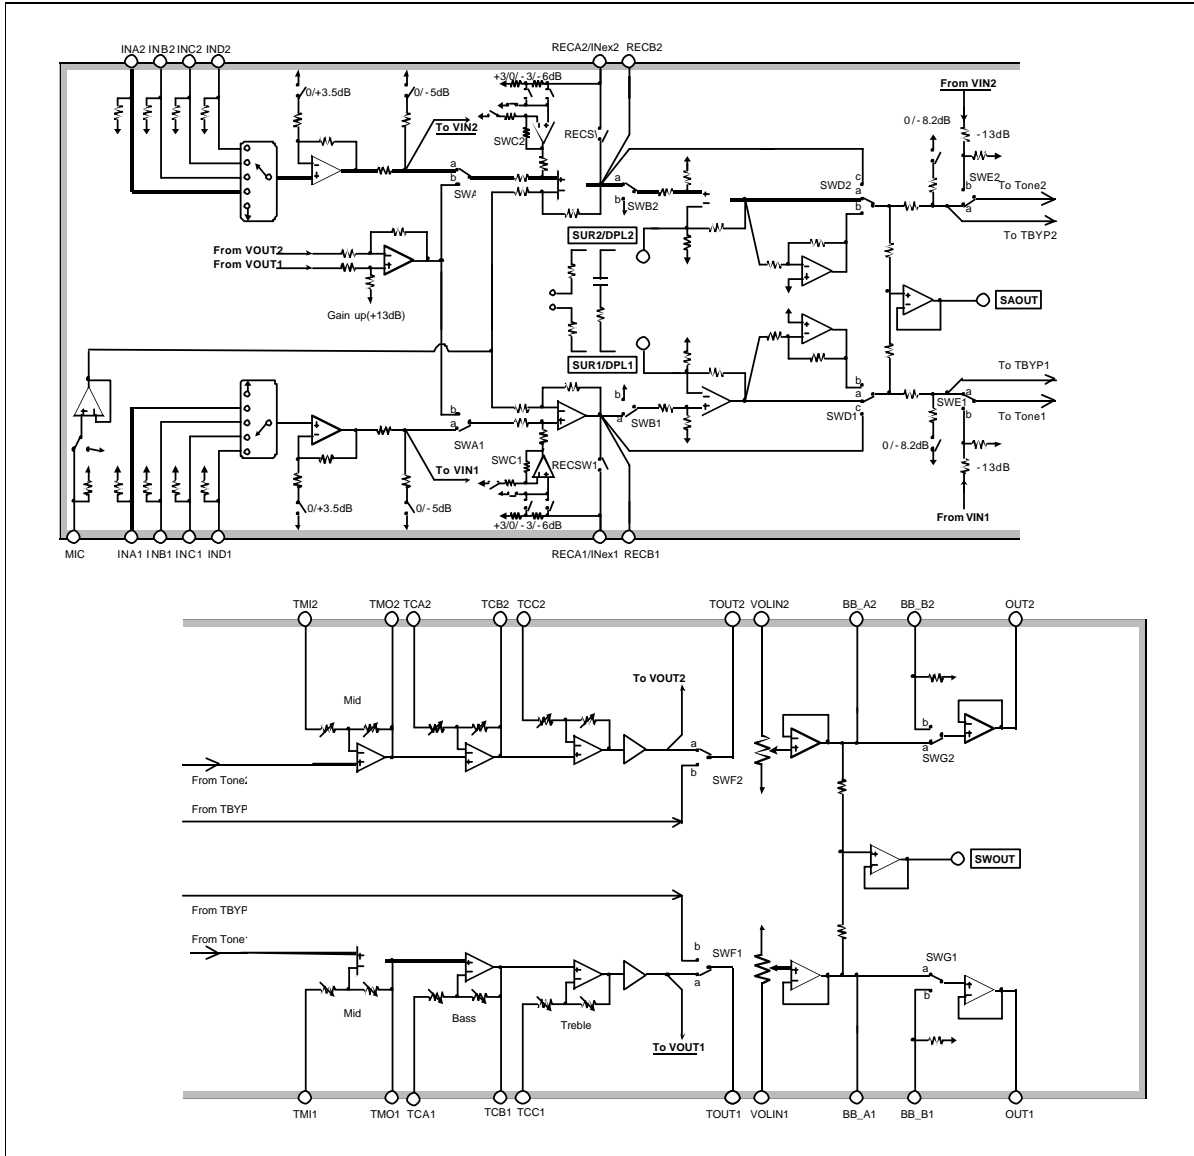 INA2 INB2 INC2 IND2 RECA2/INex2 RECB2
+3/0/-3/-6dB
From VIN2
0/+3.5dB 0/-5dB
0/-8.2dB
-13dB
To VIN2
SWC2
RECS
SWE2
a
b
SWA
a
b
SWB2
SWD2
c
a
b
b
a
To Tone2
To TBYP2
SUR2/DPL2
From VOUT2
From VOUT1
Gain up(+13dB)
SAOUT
SUR1/DPL1
To TBYP1
To Tone1
b
a
SWA1
b
a
SWB1
b
a
c
SWD1
SWE1
a
b
SWC1
RECSW1
To VIN1
0/-8.2dB
-13dB
0/+3.5dB 0/-5dB
+3/0/-3/-6dB
From VIN1
MIC INA1 INB1 INC1 IND1 RECA1/INex1 RECB1
TMI2 TMO2 TCA2 TCB2 TCC2 TOUT2 VOLIN2 BB_A2 BB_B2 OUT2
To VOUT2
Mid
a
b
SWF2
b
a
SWG2
From Tone2
From TBYP
SWOUT
From TBYP
From Tone
b
a
SWF1
SWG1
a
b
Mid
Bass
Treble
To VOUT1
TMI1 TMO1 TCA1 TCB1 TCC1 TOUT1 VOLIN1 BB_A1 BB_B1 OUT1